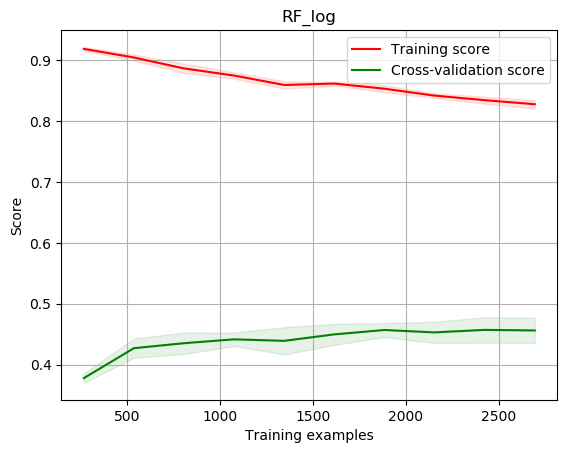 RF_log
Training score
Cross-validation score
0.9
0.8
0.7
0.6
0.5
0.4
Score
500
1000
1500
2000
2500
Training examples